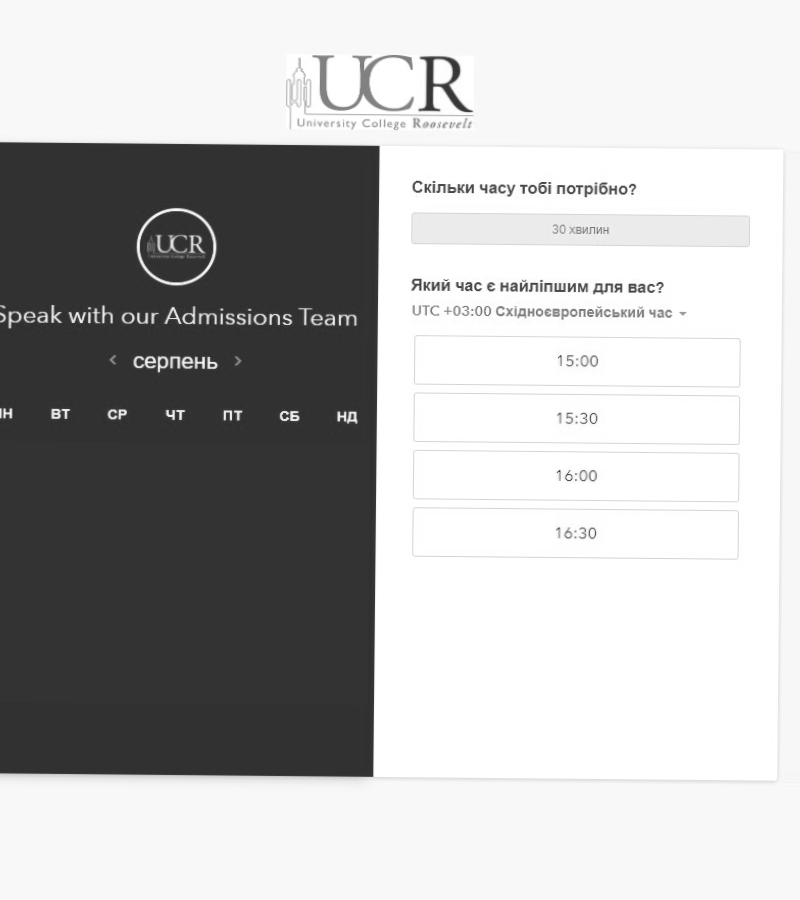 UCR
University College Roosevelt
UCR
University College Roosevelt
Speak with our Admissions Team
серпень
ПН ВТ СР ЧТ ПТ СБ НД
Скільки часу тобі потрібно?
30 хвилин
Який час є найліпшим для вас?
UTC +03:00 Східноєвропейський час
15:00
15:30
16:00
16:30